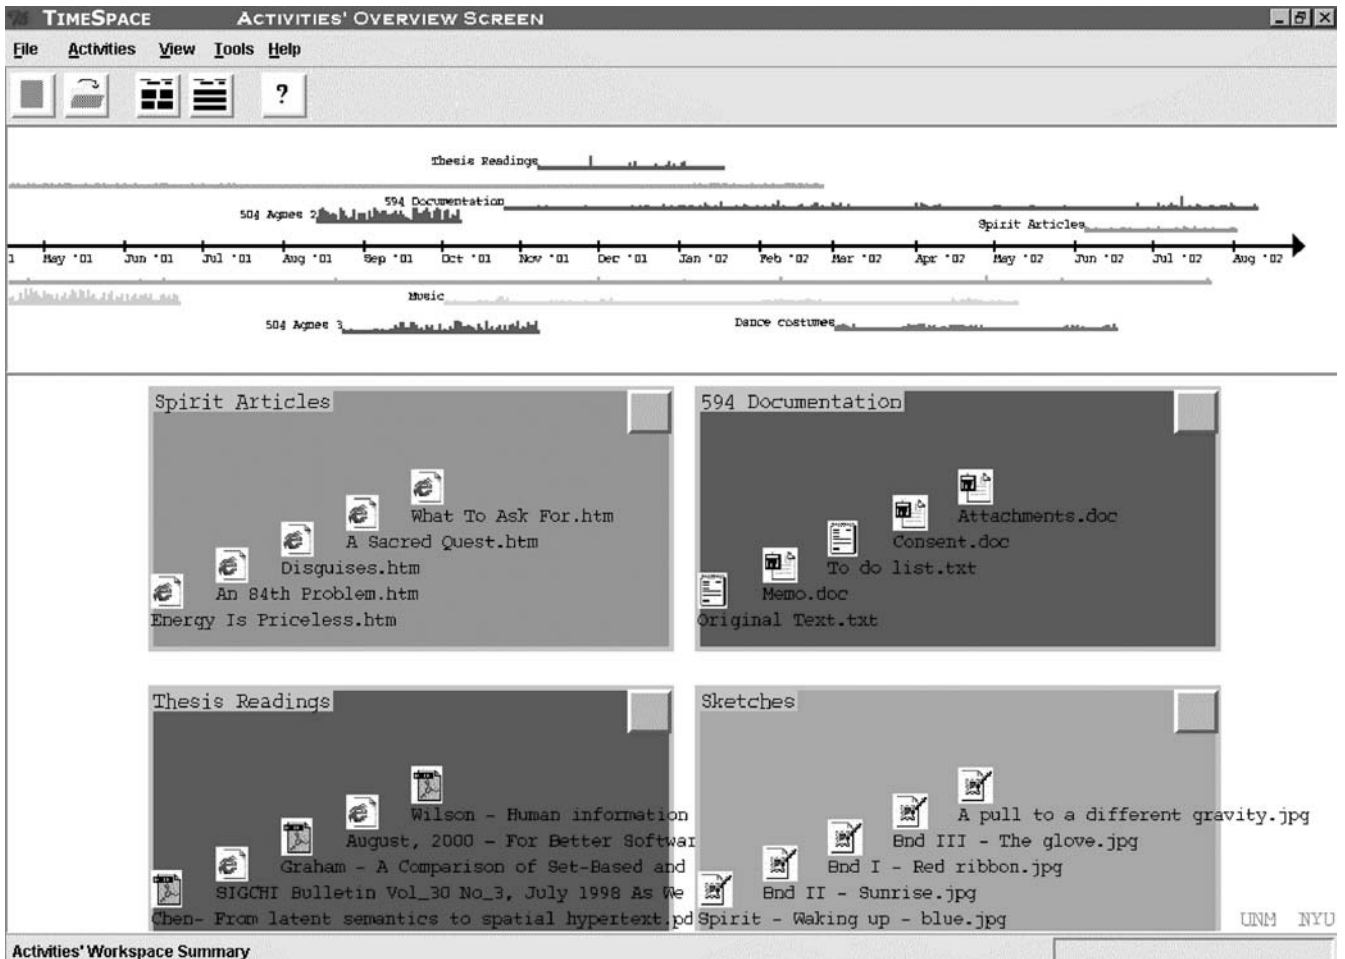 TIMESPACE ACTIVITIES' OVERVIEW SCREEN
File Activities View Tools Help
?
Thesis Readings
594 Documentation
504 Agnes 2
Spirit Articles
1 May '01 Jun '01 Jul '01 Aug '01 Sep '01 Oct '01 Nov '01 Dec '01 Jan '02 Feb '02 Mar '02 Apr '02 May '02 Jun '02 Jul '02 Aug '02
Music
504 Agnes 3
Dance costumes
Spirit Articles
What To Ask For.htm
A Sacred Quest.htm
Disguises.htm
An 84th Problem.htm
Energy Is Priceless.htm
594 Documentation
Attachments.doc
Consent.doc
To do list.txt
Memo.doc
Original Text.txt
Thesis Readings
Wilson - Human information
August, 2000 - For Better Softwar
Graham - A Comparison of Set-Based and
SIGCHI Bulletin Vol_30 No_3, July 1998 As We
Chen- From latent semantics to spatial hypertext.pd
Sketches
A pull to a different gravity.jpg
Bnd III - The glove.jpg
Bnd I - Red ribbon.jpg
Bnd II - Sunrise.jpg
Spirit - Waking up - blue.jpg
UNM NYU
Activities' Workspace Summary